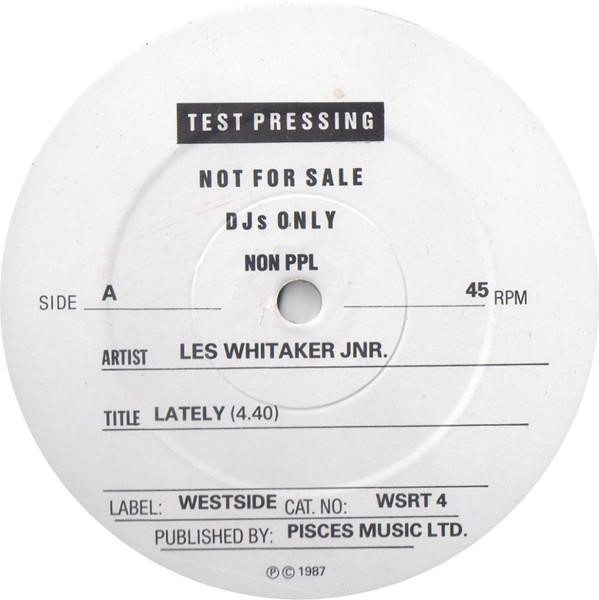 TEST PRESSING
NOT FOR SALE
DJs ONLY
NON PPL
SIDE A 45 RPM
ARTIST LES WHITAKER JNR.
TITLE LATELY (4.40)
LABEL: WESTSIDE CAT. NO: WSRT 4
PUBLISHED BY: PISCES MUSIC LTD.
℗ © 1987